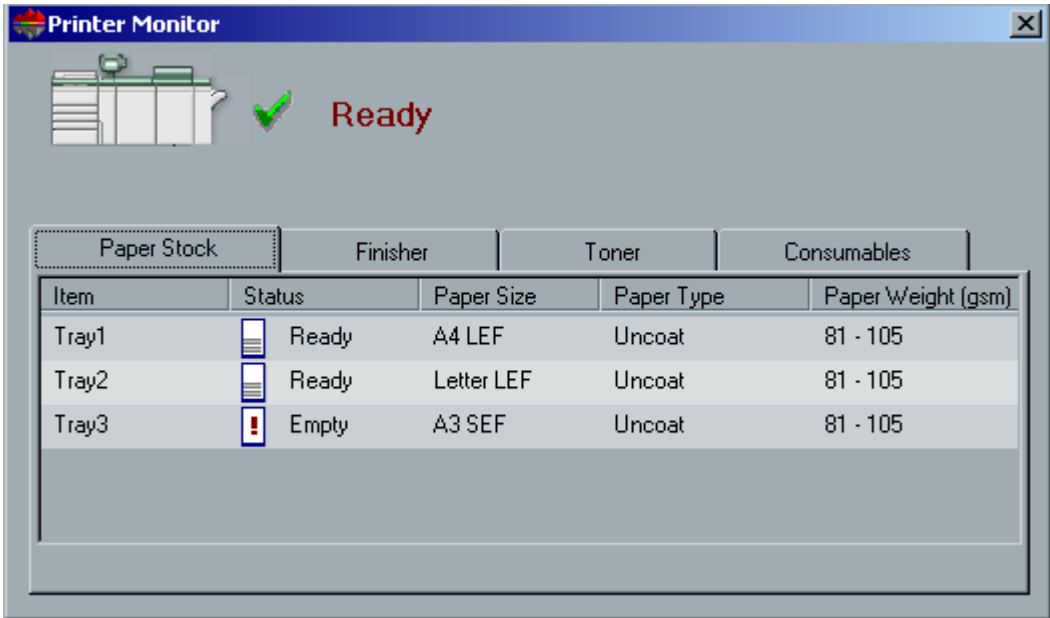 Printer Monitor
Ready
Paper Stock Finisher Toner Consumables
Item Status Paper Size Paper Type Paper Weight (gsm)
Tray1 Ready A4 LEF Uncoat 81 - 105
Tray2 Ready Letter LEF Uncoat 81 - 105
Tray3 Empty A3 SEF Uncoat 81 - 105